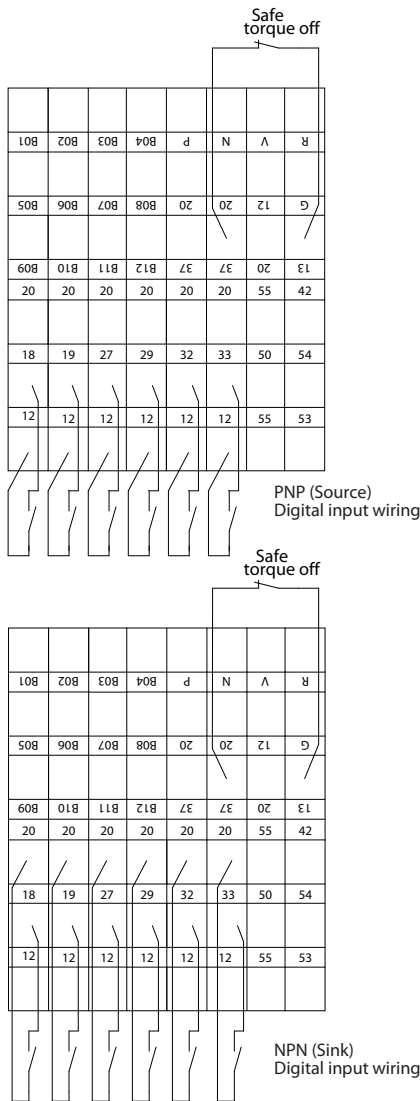 Safe
torque off
B01 B02 B03 B04 P N V R
B05 B06 B07 B08 20 20 12 G
B09 B10 B11 B12 37 37 20 13
20 20 20 20 20 20 55 42
18 19 27 29 32 33 50 54
12 12 12 12 12 12 55 53
PNP (Source)
Digital input wiring
Safe
torque off
B01 B02 B03 B04 P N V R
B05 B06 B07 B08 20 20 12 G
B09 B10 B11 B12 37 37 20 13
20 20 20 20 20 20 55 42
18 19 27 29 32 33 50 54
12 12 12 12 12 12 55 53
NPN (Sink)
Digital input wiring